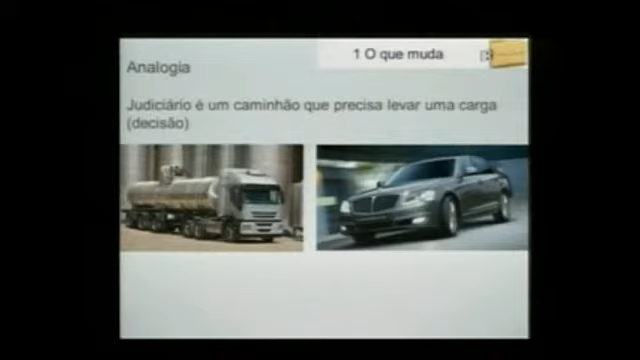 1 O que muda
Analogia
Judiciário é um caminhão que precisa levar uma carga
(decisão)